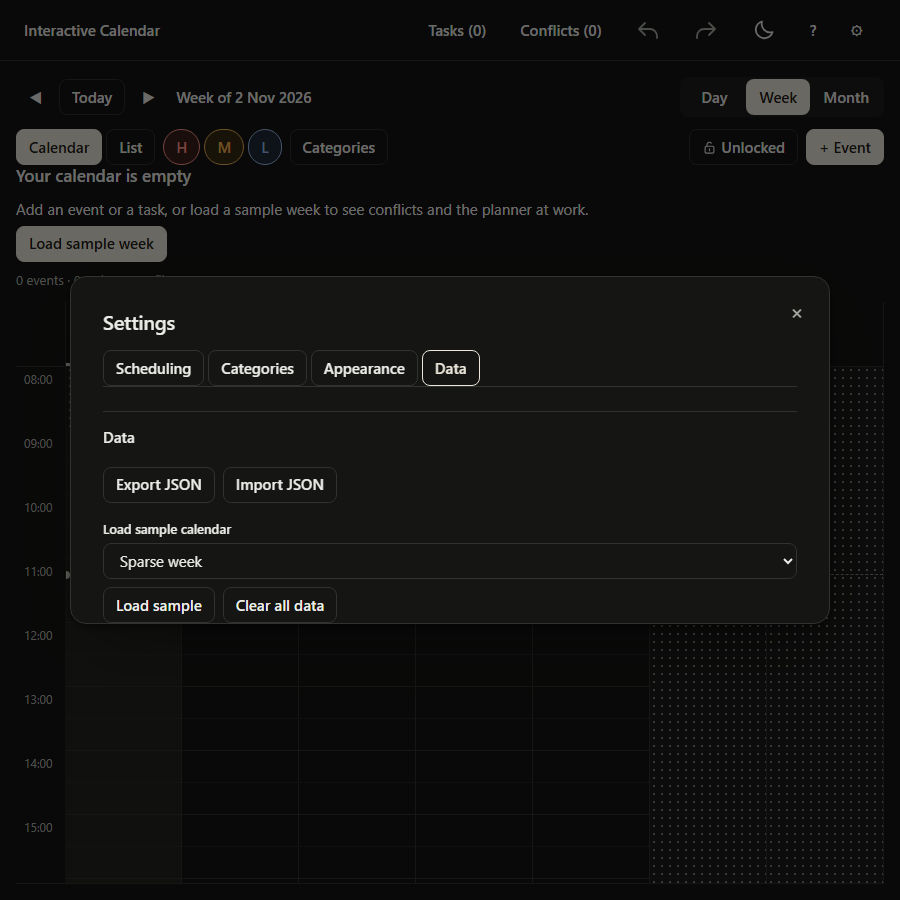 Interactive Calendar
Tasks (0)
Conflicts (0)
?
Today
Week of 2 Nov 2026
Day
Week
Month
Calendar
List
H
M
L
Categories
Unlocked
+ Event
Your calendar is empty
Add an event or a task, or load a sample week to see conflicts and the planner at work.
Load sample week
0 events ·
Settings
×
Scheduling
Categories
Appearance
Data
Data
Export JSON
Import JSON
Load sample calendar
Sparse week
Load sample
Clear all data
08:00
09:00
10:00
11:00
12:00
13:00
14:00
15:00